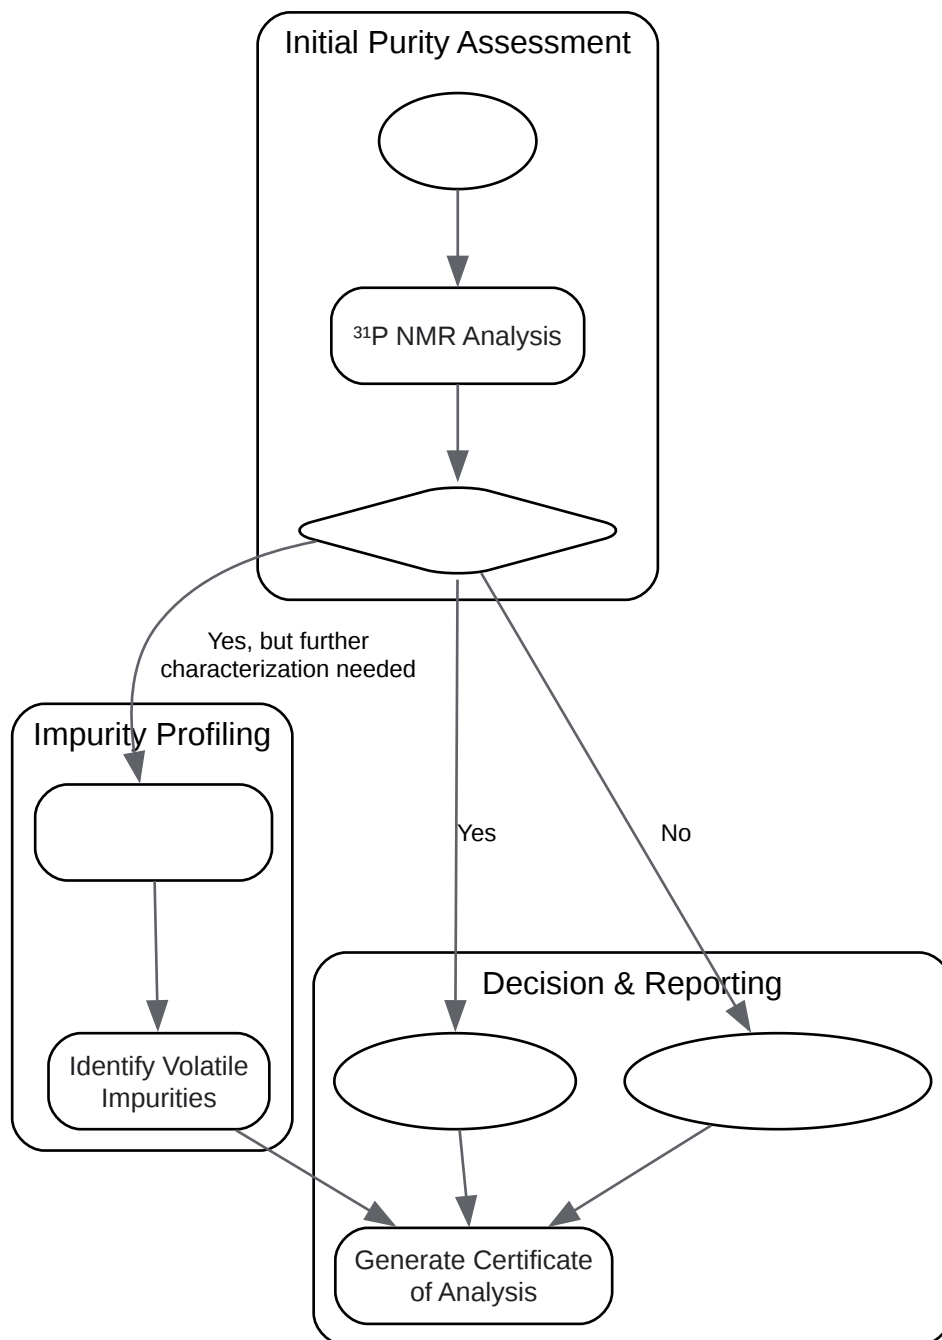 Initial Purity Assessment
³¹P NMR Analysis
Yes, but further
characterization needed
Impurity Profiling
Yes
No
Decision & Reporting
Identify Volatile
Impurities
Generate Certificate
of Analysis